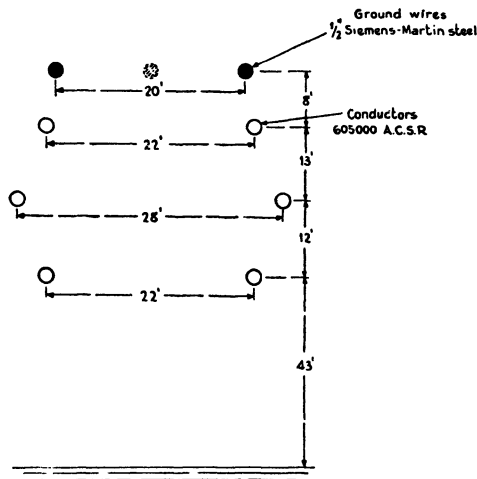 Ground wires
1/2" Siemens-Martin steel
20'
8'
Conductors
605000 A.C.S.R
22'
13'
28'
12'
22'
43'